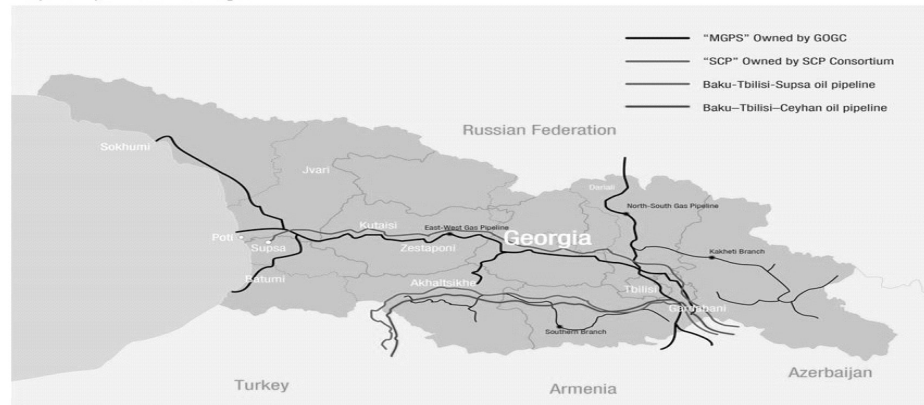 "MGPS" Owned by GOGC
"SCP" Owned by SCP Consortium
Baku-Tbilisi-Supsa oil pipeline
Baku–Tbilisi–Ceyhan oil pipeline
Russian Federation
Sokhumi
Jvari
Dariali
North-South Gas Pipeline
Kutaisi
East-West Gas Pipeline
Poti
Supsa
Zestaponi
Georgia
Kakheti Branch
Batumi
Akhaltsikhe
Tbilisi
Gardabani
Southern Branch
Azerbaijan
Turkey
Armenia